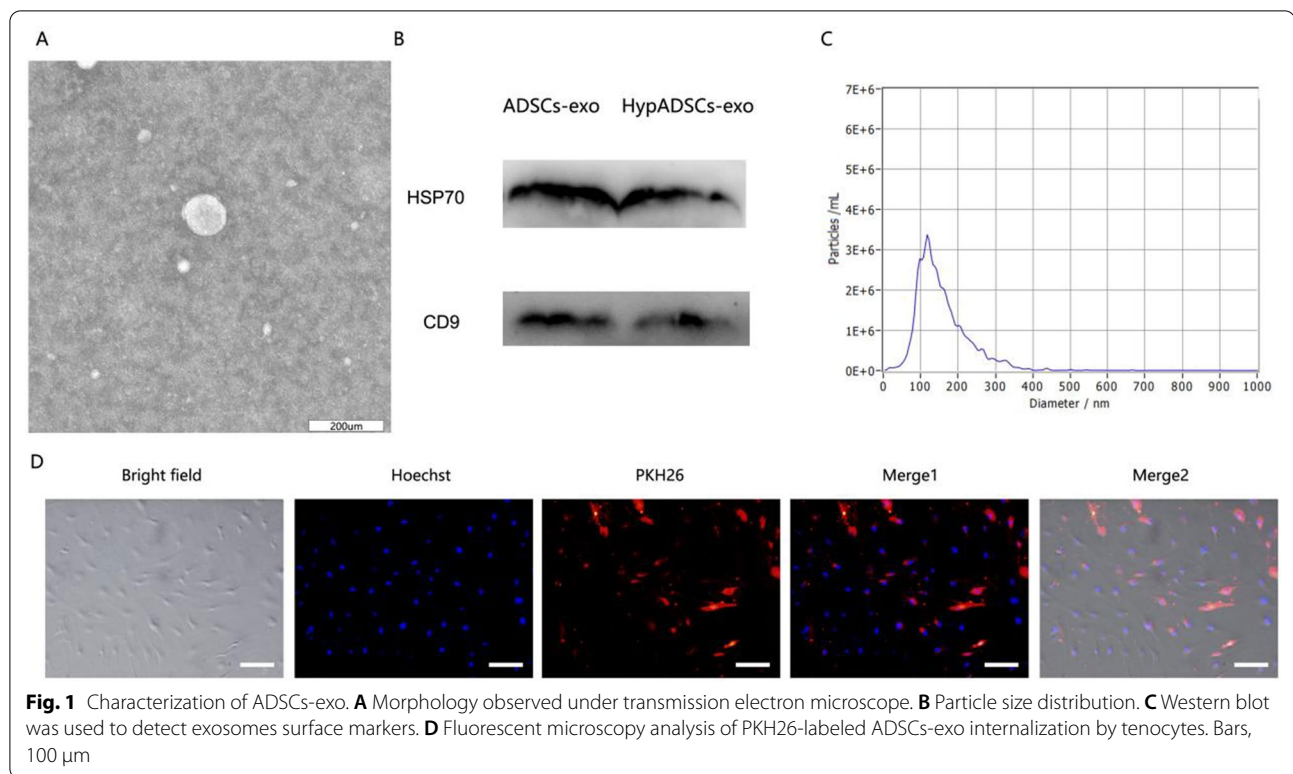 A
B
C
ADSCs-exo HypADSCs-exo
HSP70
CD9
200um
Particles /mL
7E+6
6E+6
5E+6
4E+6
3E+6
2E+6
1E+6
0E+0
0 100 200 300 400 500 600 700 800 900 1000
Diameter / nm
D
Bright field Hoechst PKH26 Merge1 Merge2
Fig. 1 Characterization of ADSCs-exo. A Morphology observed under transmission electron microscope. B Particle size distribution. C Western blot
was used to detect exosomes surface markers. D Fluorescent microscopy analysis of PKH26-labeled ADSCs-exo internalization by tenocytes. Bars,
100 µm